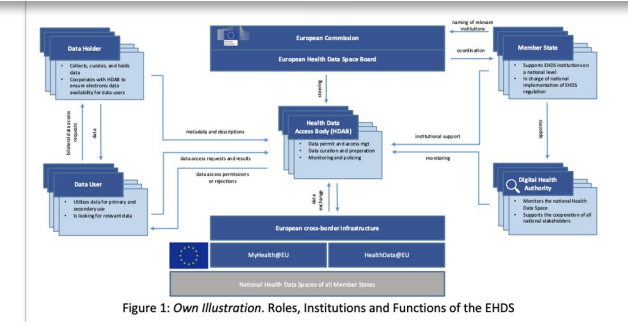 naming of relevant
institutions
European Commission
European Health Data Space Board
coordination
Data Holder
• Collects, curates, and holds
data
• Cooperates with HDAB to
ensure electronic data
availability for data users
Member State
• Supports EHDS institutions on
a national level
• In charge of national
implementation of EHDS
regulation
steering
bilateral data access
requests
data
metadata and descriptions
Health Data
Access Body (HDAB)
• Data permit and access mgt
• Data curation and preparation
• Monitoring and policing
institutional support
appoints
data access requests and results
monitoring
data access permissions
or rejections
Data User
• Utilizes data for primary and
secondary use
• Is looking for relevant data
Digital Health
Authority
• Monitors the national Health
Data Space
• Supports the cooperation of all
national stakeholders
data
exchange
European cross-border infrastructure
MyHealth@EU
HealthData@EU
National Health Data Spaces of all Member States
Figure 1: Own Illustration. Roles, Institutions and Functions of the EHDS